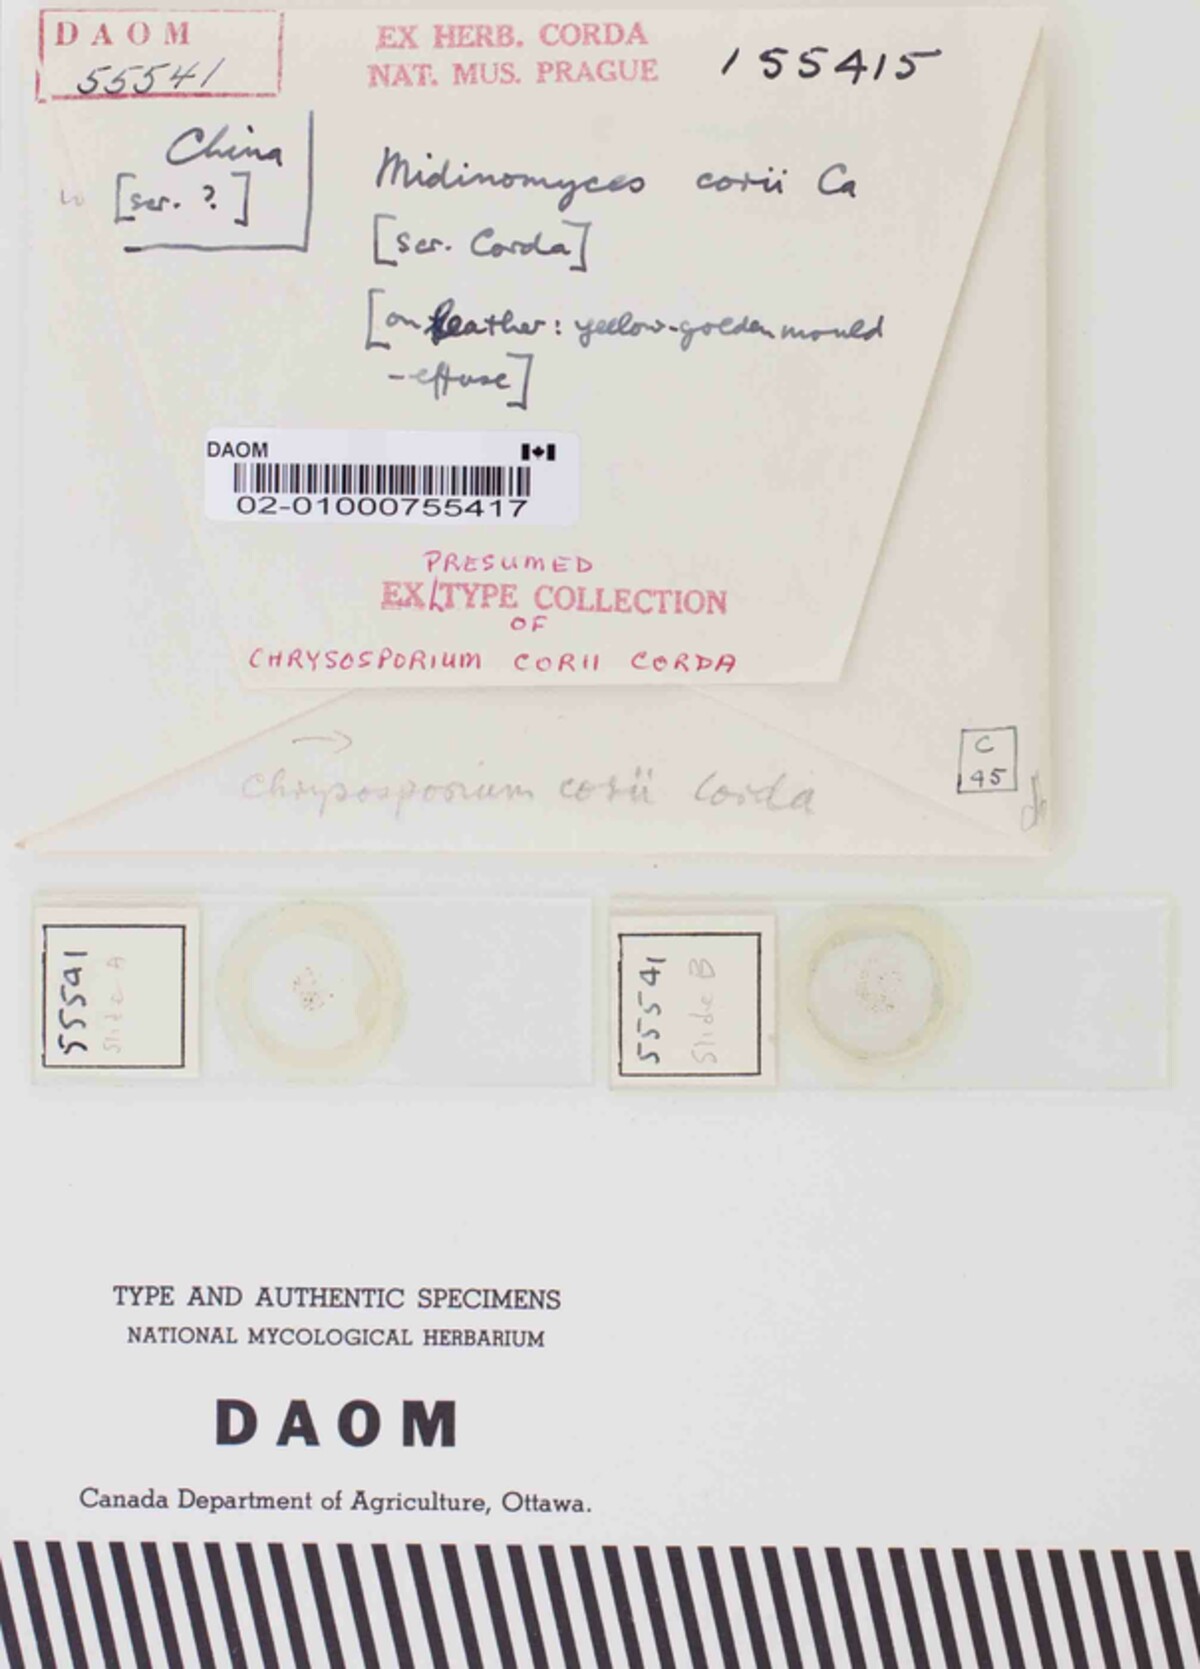 DAOM
55541
EX HERB. CORDA
NAT. MUS. PRAGUE
155415
China
[scr. ?]
Midinomyces corii Ca
[scr. Corda]
[on leather: yellow-golden mould
-effuse]
DAOM
02-01000755417
PRESUMED
EX/TYPE COLLECTION
OF
CHRYSOSPORIUM CORII CORDA
→
Chrysosporium corii Corda
C
45
55541
Slide A
55541
Slide B
TYPE AND AUTHENTIC SPECIMENS
NATIONAL MYCOLOGICAL HERBARIUM
DAOM
Canada Department of Agriculture, Ottawa.